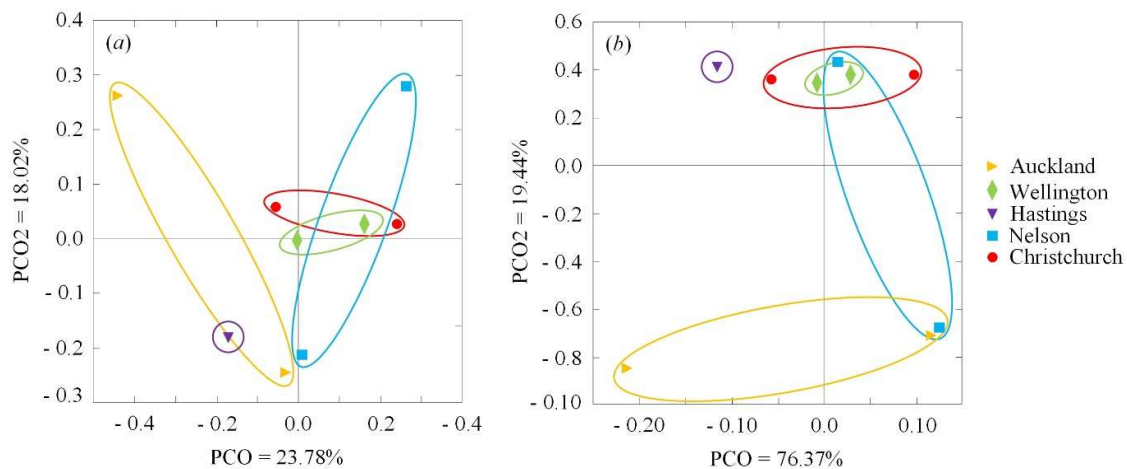 (a)
0.4
0.3
0.2
0.1
0.0
- 0.1
- 0.2
- 0.3
- 0.4
- 0.2
0.0
0.2
- 0.4
PCO2 = 18.02%
PCO = 23.78%
(b)
0.6
0.4
0.2
0.0
- 0.2
- 0.4
- 0.6
- 0.8
- 0.10
- 0.20
- 0.10
0.0
0.10
PCO2 = 19.44%
PCO = 76.37%
Auckland
Wellington
Hastings
Nelson
Christchurch